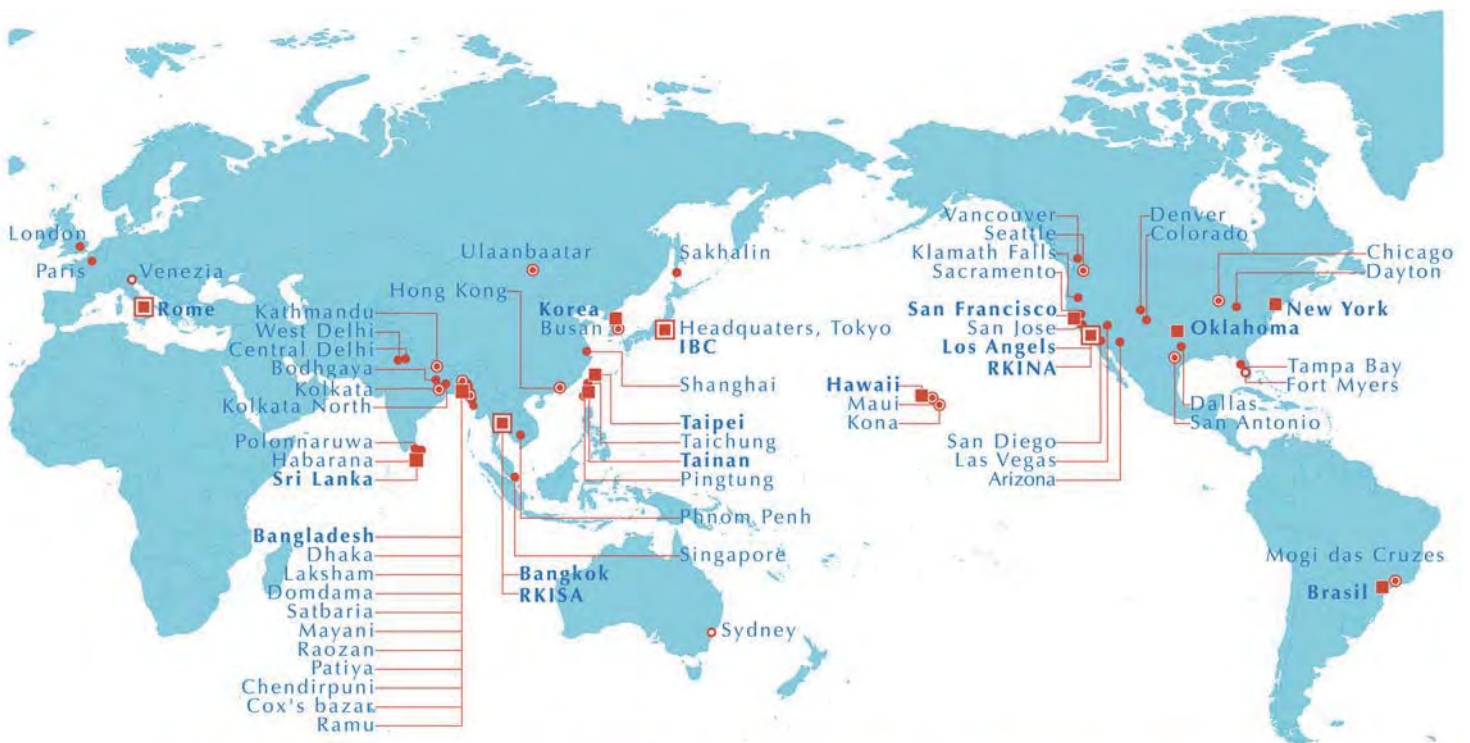 London
Paris
Venezia
Rome
Ulaanbaatar
Sakhalin
Hong Kong
Korea
Busan
Headquaters, Tokyo
IBC
Kathmandu
West Delhi
Central Delhi
Bodhgaya
Kolkata
Kolkata North
Shanghai
Polonnaruwa
Habarana
Sri Lanka
Taipei
Taichung
Tainan
Pingtung
Phnom Penh
Singapore
Bangkok
RKISA
Bangladesh
Dhaka
Laksham
Domdama
Satbaria
Mayani
Raozan
Patiya
Chendirpuni
Cox's bazar
Ramu
Sydney
Vancouver
Seattle
Klamath Falls
Sacramento
San Francisco
San Jose
Los Angels
RKINA
Hawaii
Maui
Kona
San Diego
Las Vegas
Arizona
Denver
Colorado
Chicago
Dayton
New York
Oklahoma
Tampa Bay
Fort Myers
Dallas
San Antonio
Mogi das Cruzes
Brasil